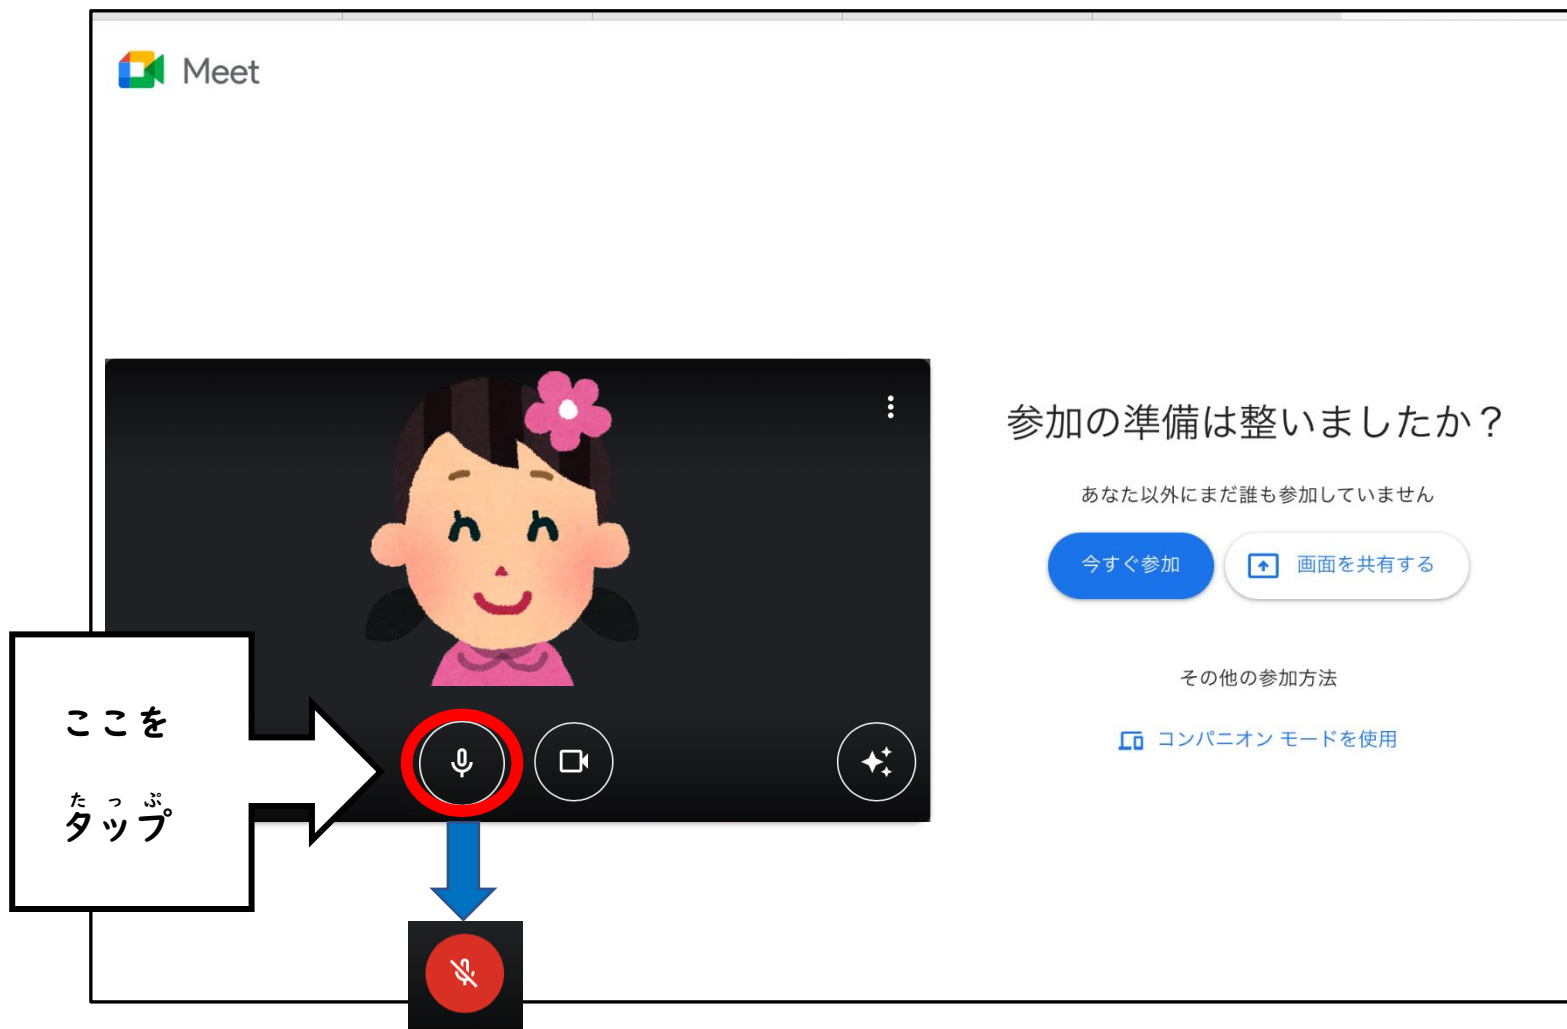 Meet
参加の準備は整いましたか？
あなた以外にまだ誰も参加していません
今すぐ参加
画面を共有する
その他の参加方法
コンパニオン モードを使用
ここを
たっぷ
タップ